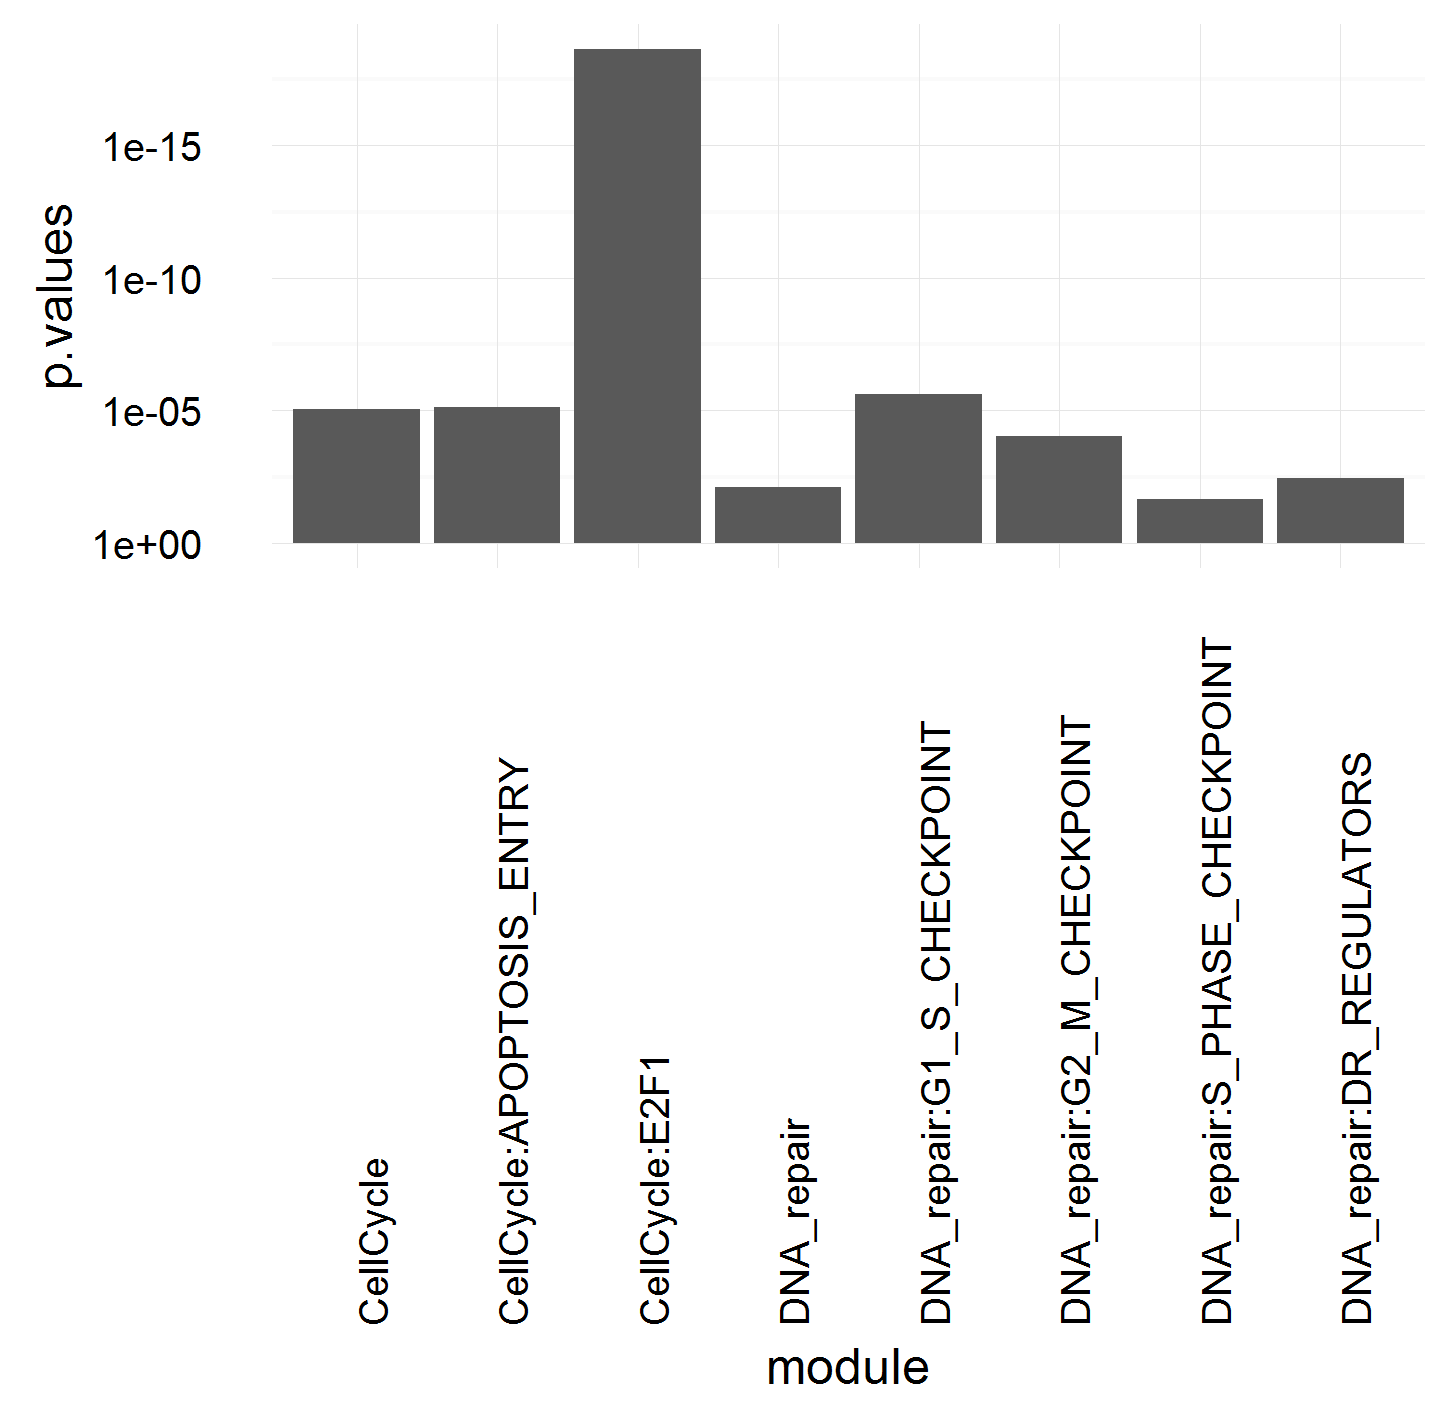 p.values
1e-15
1e-10
1e-05
1e+00
CellCycle
CellCycle:APOPTOSIS_ENTRY
CellCycle:E2F1
DNA_repair
DNA_repair:G1_S_CHECKPOINT
DNA_repair:G2_M_CHECKPOINT
DNA_repair:S_PHASE_CHECKPOINT
DNA_repair:DR_REGULATORS
module